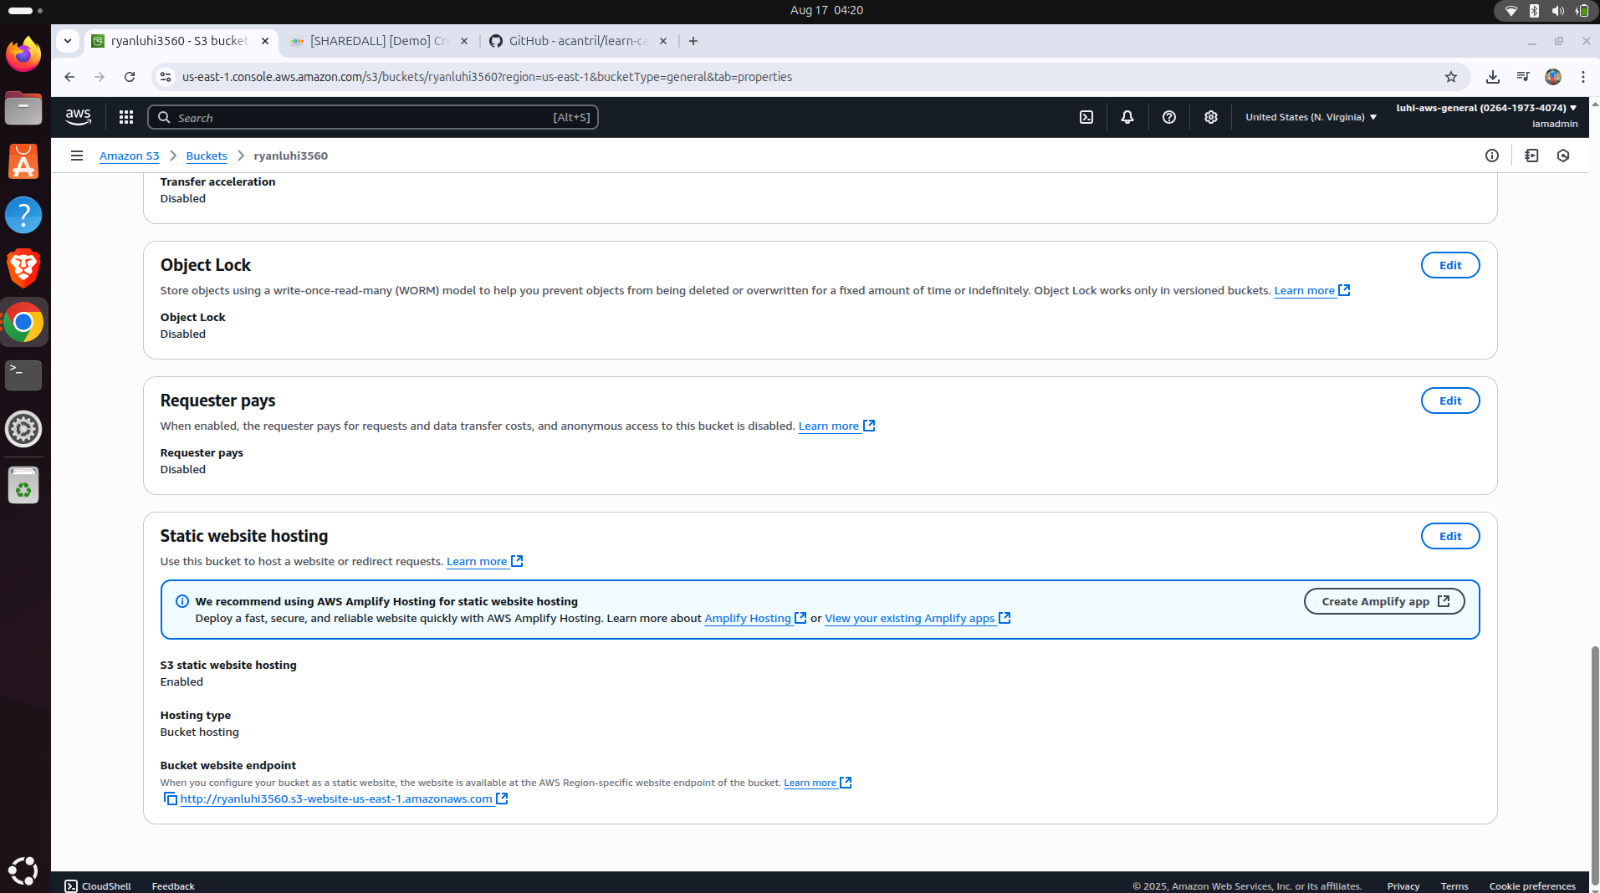 Aug 17 04:20
ryanluhi3560 - S3 bucket
[SHAREDALL] [Demo] Cr
GitHub - acantril/learn-ca
us-east-1.console.aws.amazon.com/s3/buckets/ryanluhi3560?region=us-east-1&bucketType=general&tab=properties
aws
Search
[Alt+S]
United States (N. Virginia)
luhi-aws-general (0264-1973-4074)
iamadmin
Amazon S3
Buckets
ryanluhi3560
Transfer acceleration
Disabled
Object Lock
Edit
Store objects using a write-once-read-many (WORM) model to help you prevent objects from being deleted or overwritten for a fixed amount of time or indefinitely. Object Lock works only in versioned buckets. Learn more
Object Lock
Disabled
Requester pays
Edit
When enabled, the requester pays for requests and data transfer costs, and anonymous access to this bucket is disabled. Learn more
Requester pays
Disabled
Static website hosting
Edit
Use this bucket to host a website or redirect requests. Learn more
We recommend using AWS Amplify Hosting for static website hosting
Create Amplify app
Deploy a fast, secure, and reliable website quickly with AWS Amplify Hosting. Learn more about Amplify Hosting or View your existing Amplify apps
S3 static website hosting
Enabled
Hosting type
Bucket hosting
Bucket website endpoint
When you configure your bucket as a static website, the website is available at the AWS Region-specific website endpoint of the bucket. Learn more
http://ryanluhi3560.s3-website-us-east-1.amazonaws.com
CloudShell
Feedback
© 2025, Amazon Web Services, Inc. or its affiliates.
Privacy
Terms
Cookie preferences